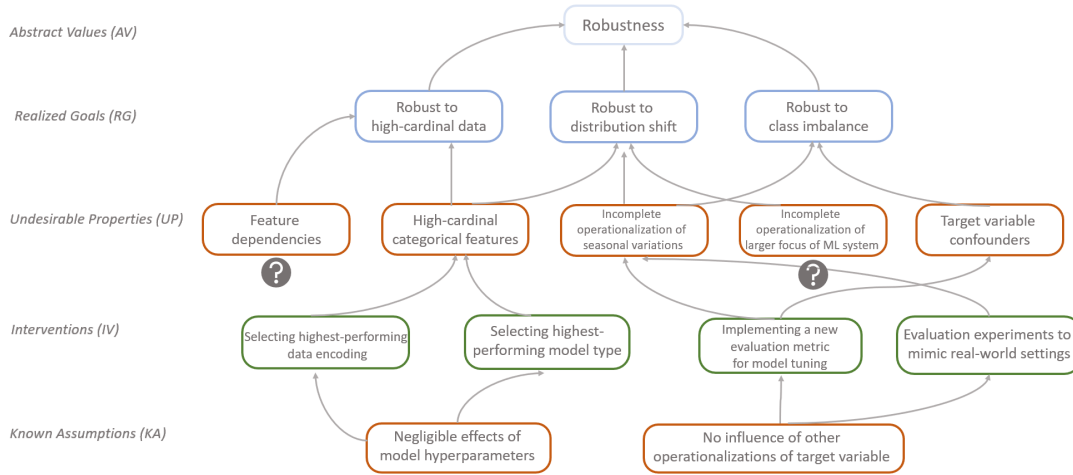 Abstract Values (AV)
Robustness
Realized Goals (RG)
Robust to
high-cardinal data
Robust to
distribution shift
Robust to
class imbalance
Undesirable Properties (UP)
Feature
dependencies
High-cardinal
categorical features
Incomplete
operationalization of
seasonal variations
Incomplete
operationalization of
larger focus of ML system
Target variable
confounders
?
?
Interventions (IV)
Selecting highest-performing
data encoding
Selecting highest-
performing model type
Implementing a new
evaluation metric
for model tuning
Evaluation experiments to
mimic real-world settings
Known Assumptions (KA)
Negligible effects of
model hyperparameters
No influence of other
operationalizations of target variable